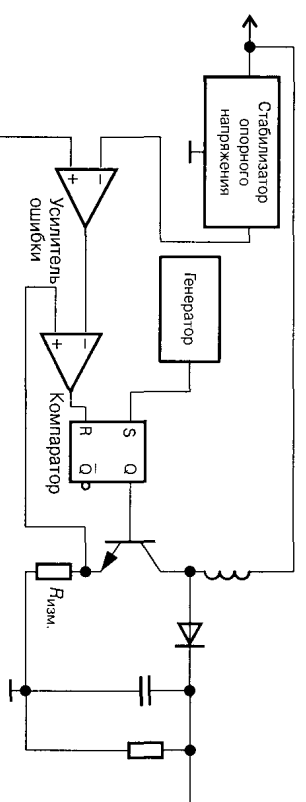 Стабилизатор
опорного
напряжения
Генератор
−
+
Усилитель
ошибки
−
+
Компаратор
S
Q
R
Q̄
Rизм.